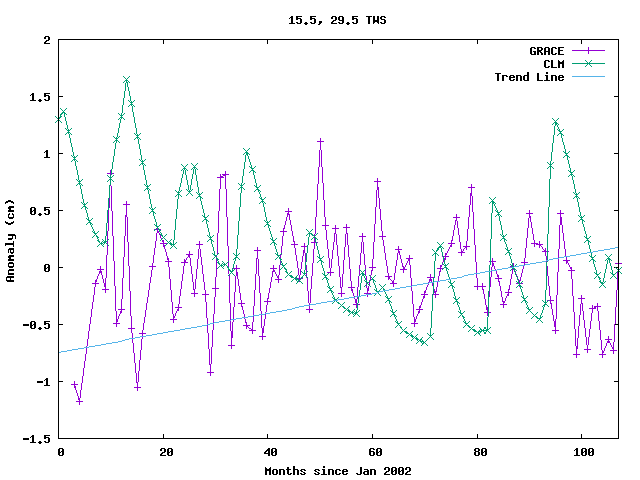 15.5, 29.5 TWS
GRACE
CLM
Trend Line
Anomaly (cm)
2
1.5
1
0.5
0
-0.5
-1
-1.5
0 20 40 60 80 100
Months since Jan 2002